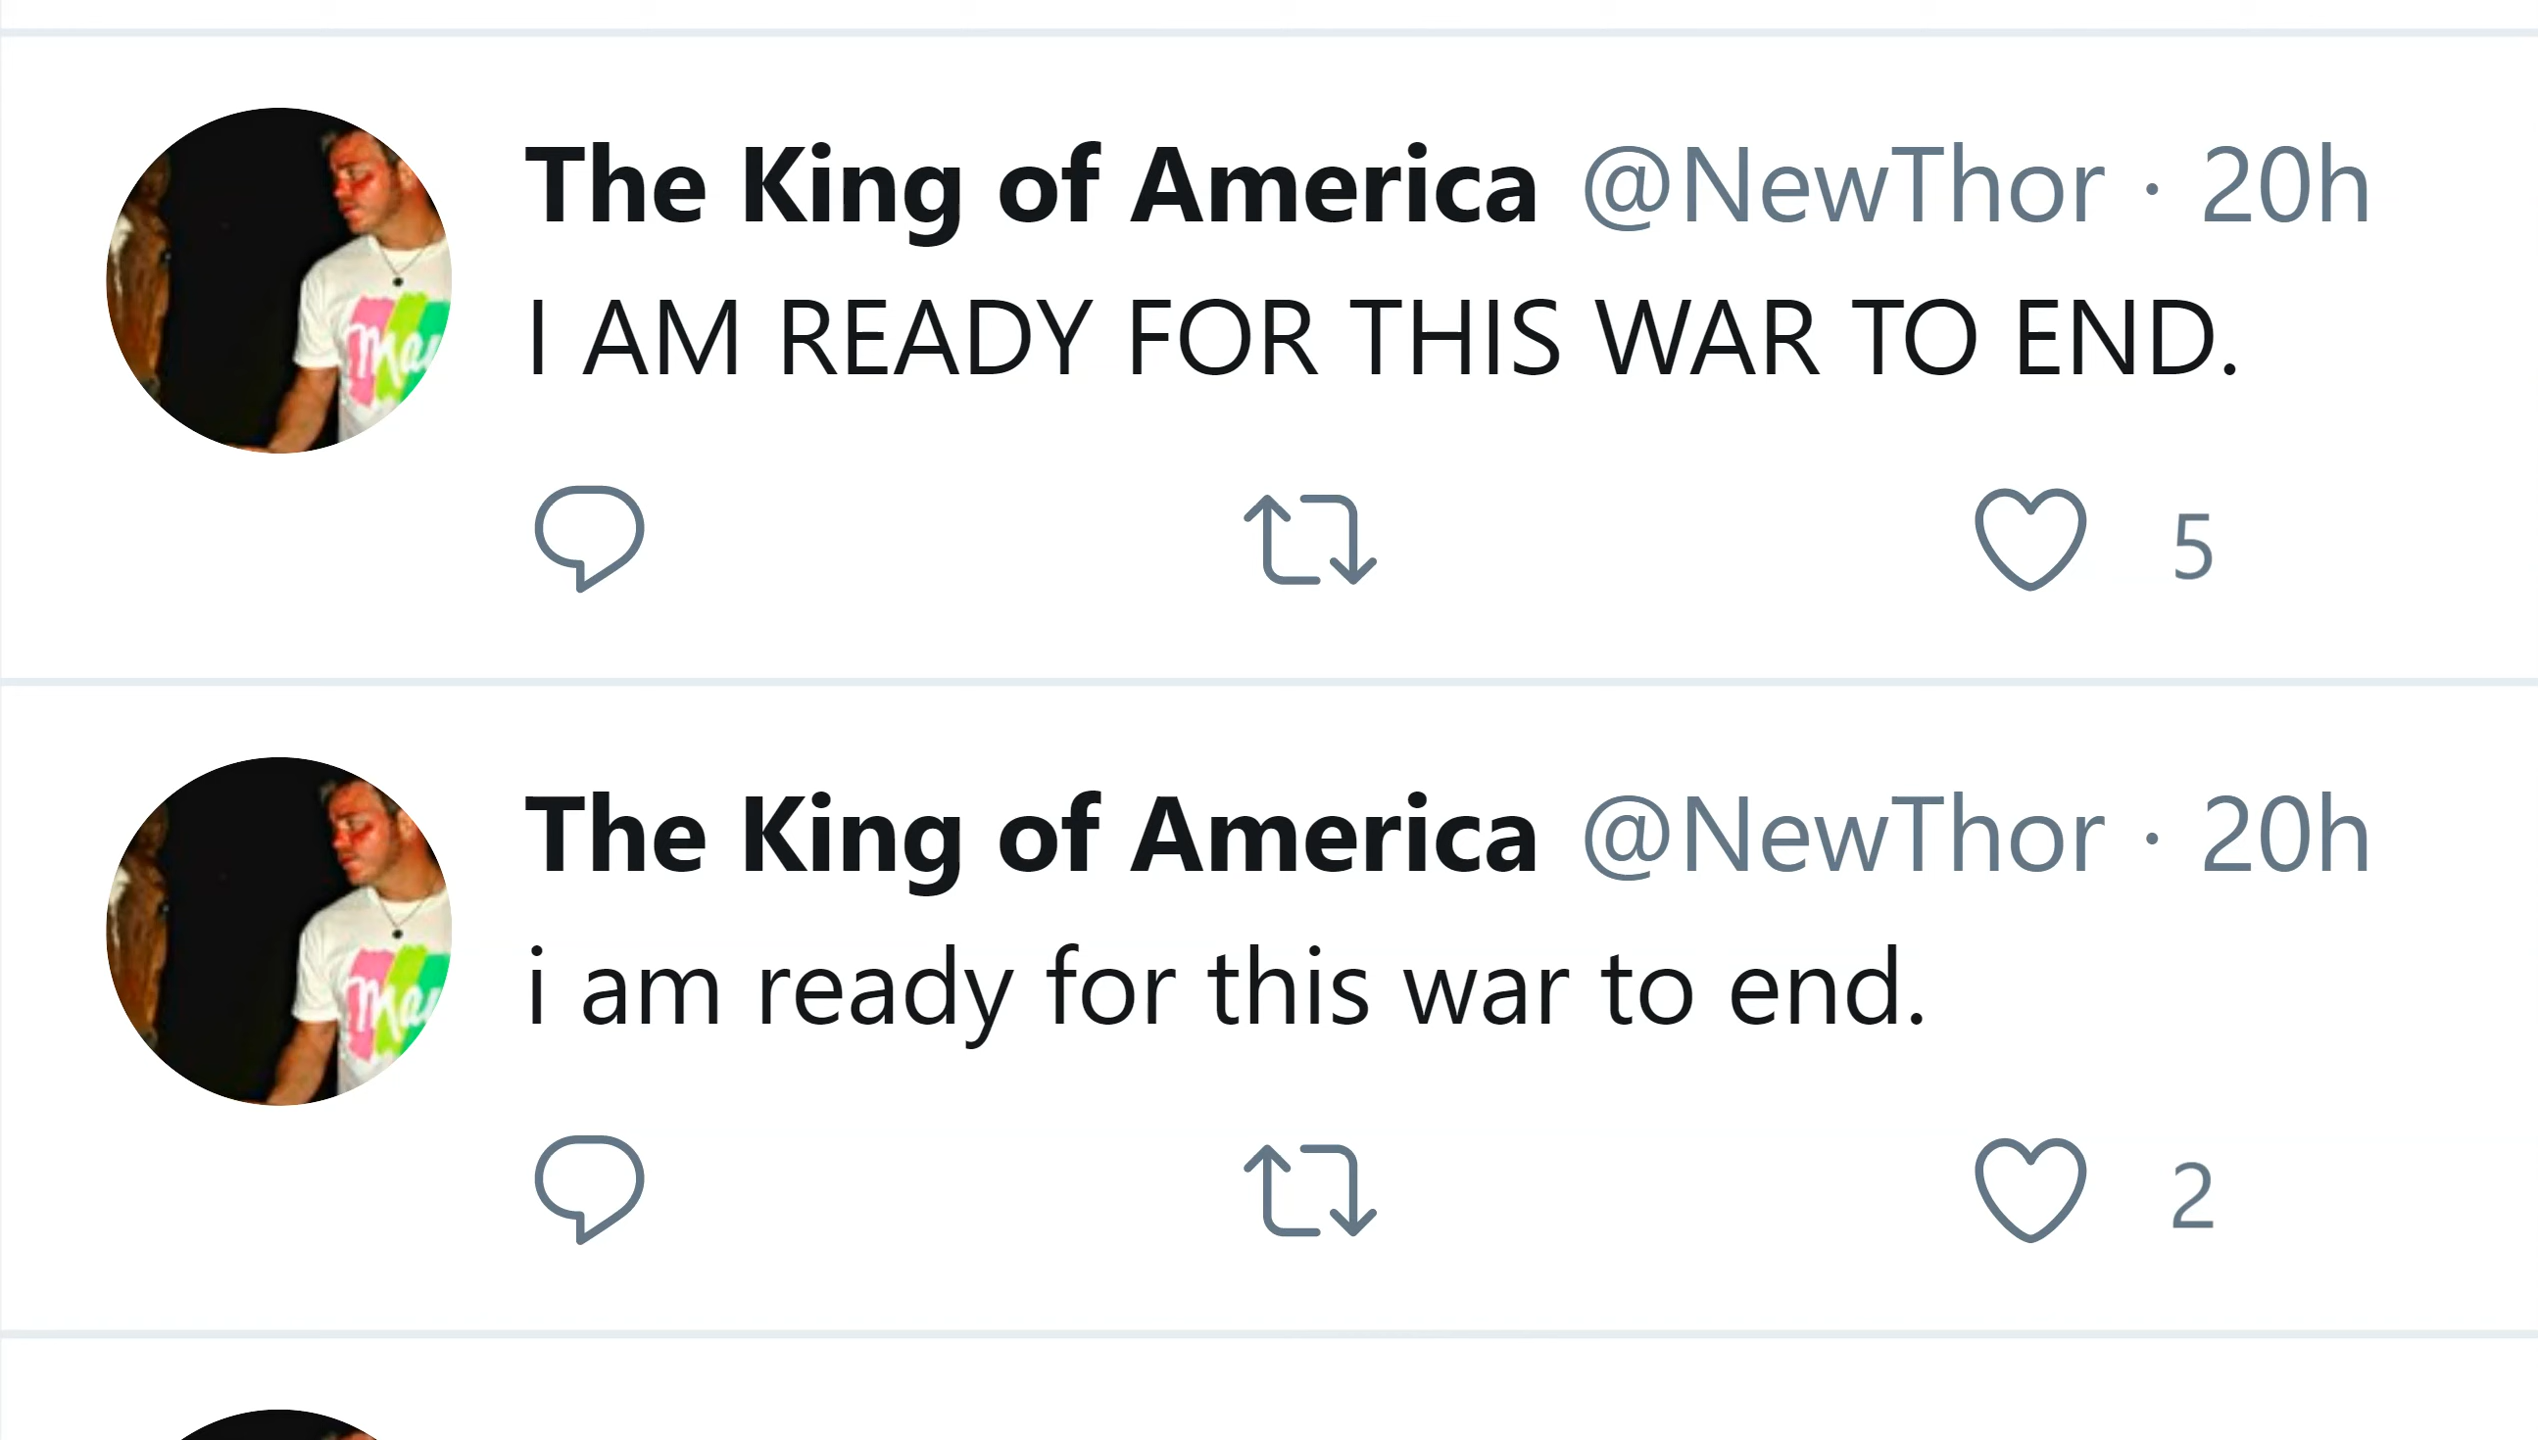 The King of America @NewThor · 20h
I AM READY FOR THIS WAR TO END.
5
The King of America @NewThor · 20h
i am ready for this war to end.
2